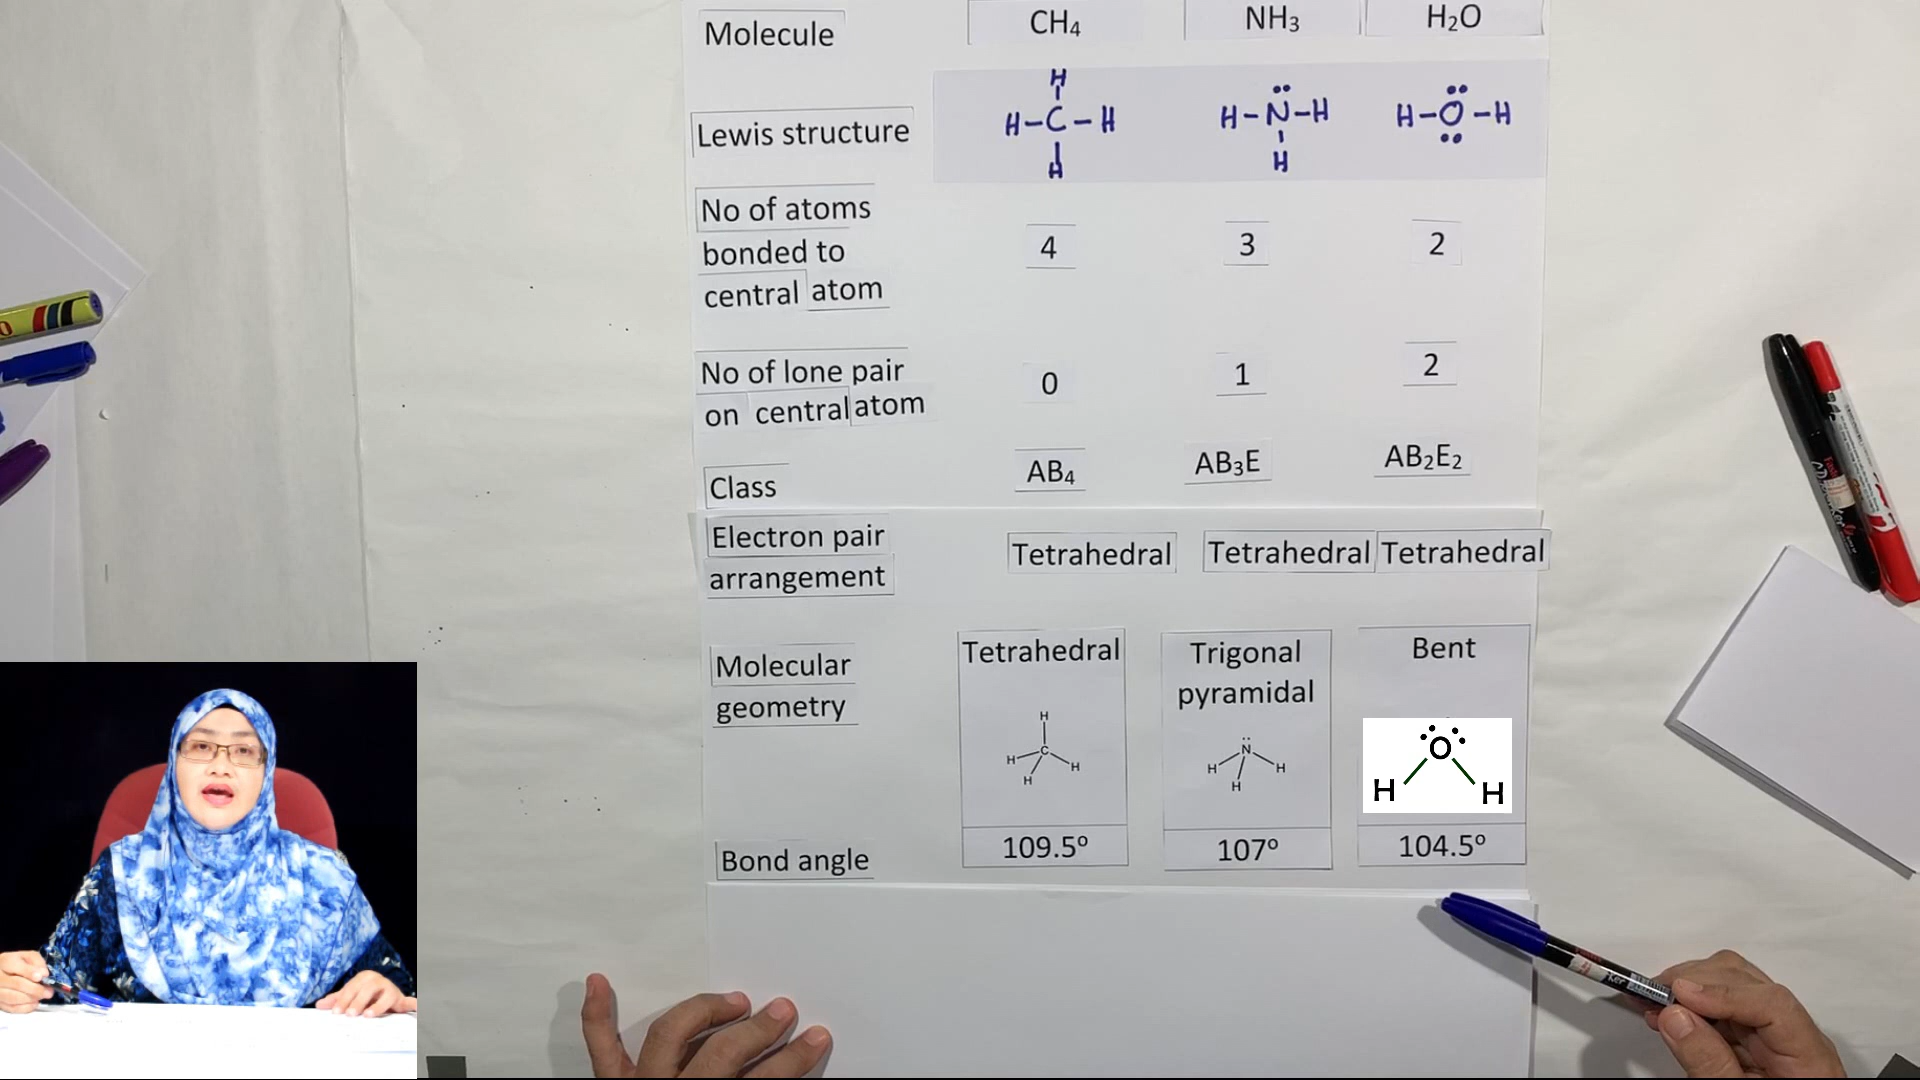 Molecule CH₄ NH₃ H₂O
Lewis structure
H
H-C-H
H
H-N-H
H
H-O-H
No of atoms
bonded to
central atom
4 3 2
No of lone pair
on central atom
0 1 2
Class AB₄ AB₃E AB₂E₂
Electron pair
arrangement
Tetrahedral Tetrahedral Tetrahedral
Molecular
geometry
Tetrahedral
H
C
H H
H
Trigonal
pyramidal
N
H H
H
Bent
O
H H
Bond angle 109.5° 107° 104.5°